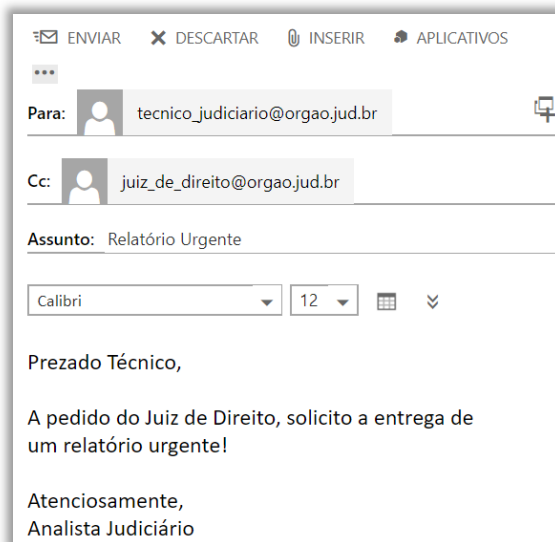 ENVIAR DESCARTAR INSERIR APLICATIVOS
Para: tecnico_judiciario@orgao.jud.br
Cc: juiz_de_direito@orgao.jud.br
Assunto: Relatório Urgente
Calibri 12
Prezado Técnico,
A pedido do Juiz de Direito, solicito a entrega de
um relatório urgente!
Atenciosamente,
Analista Judiciário